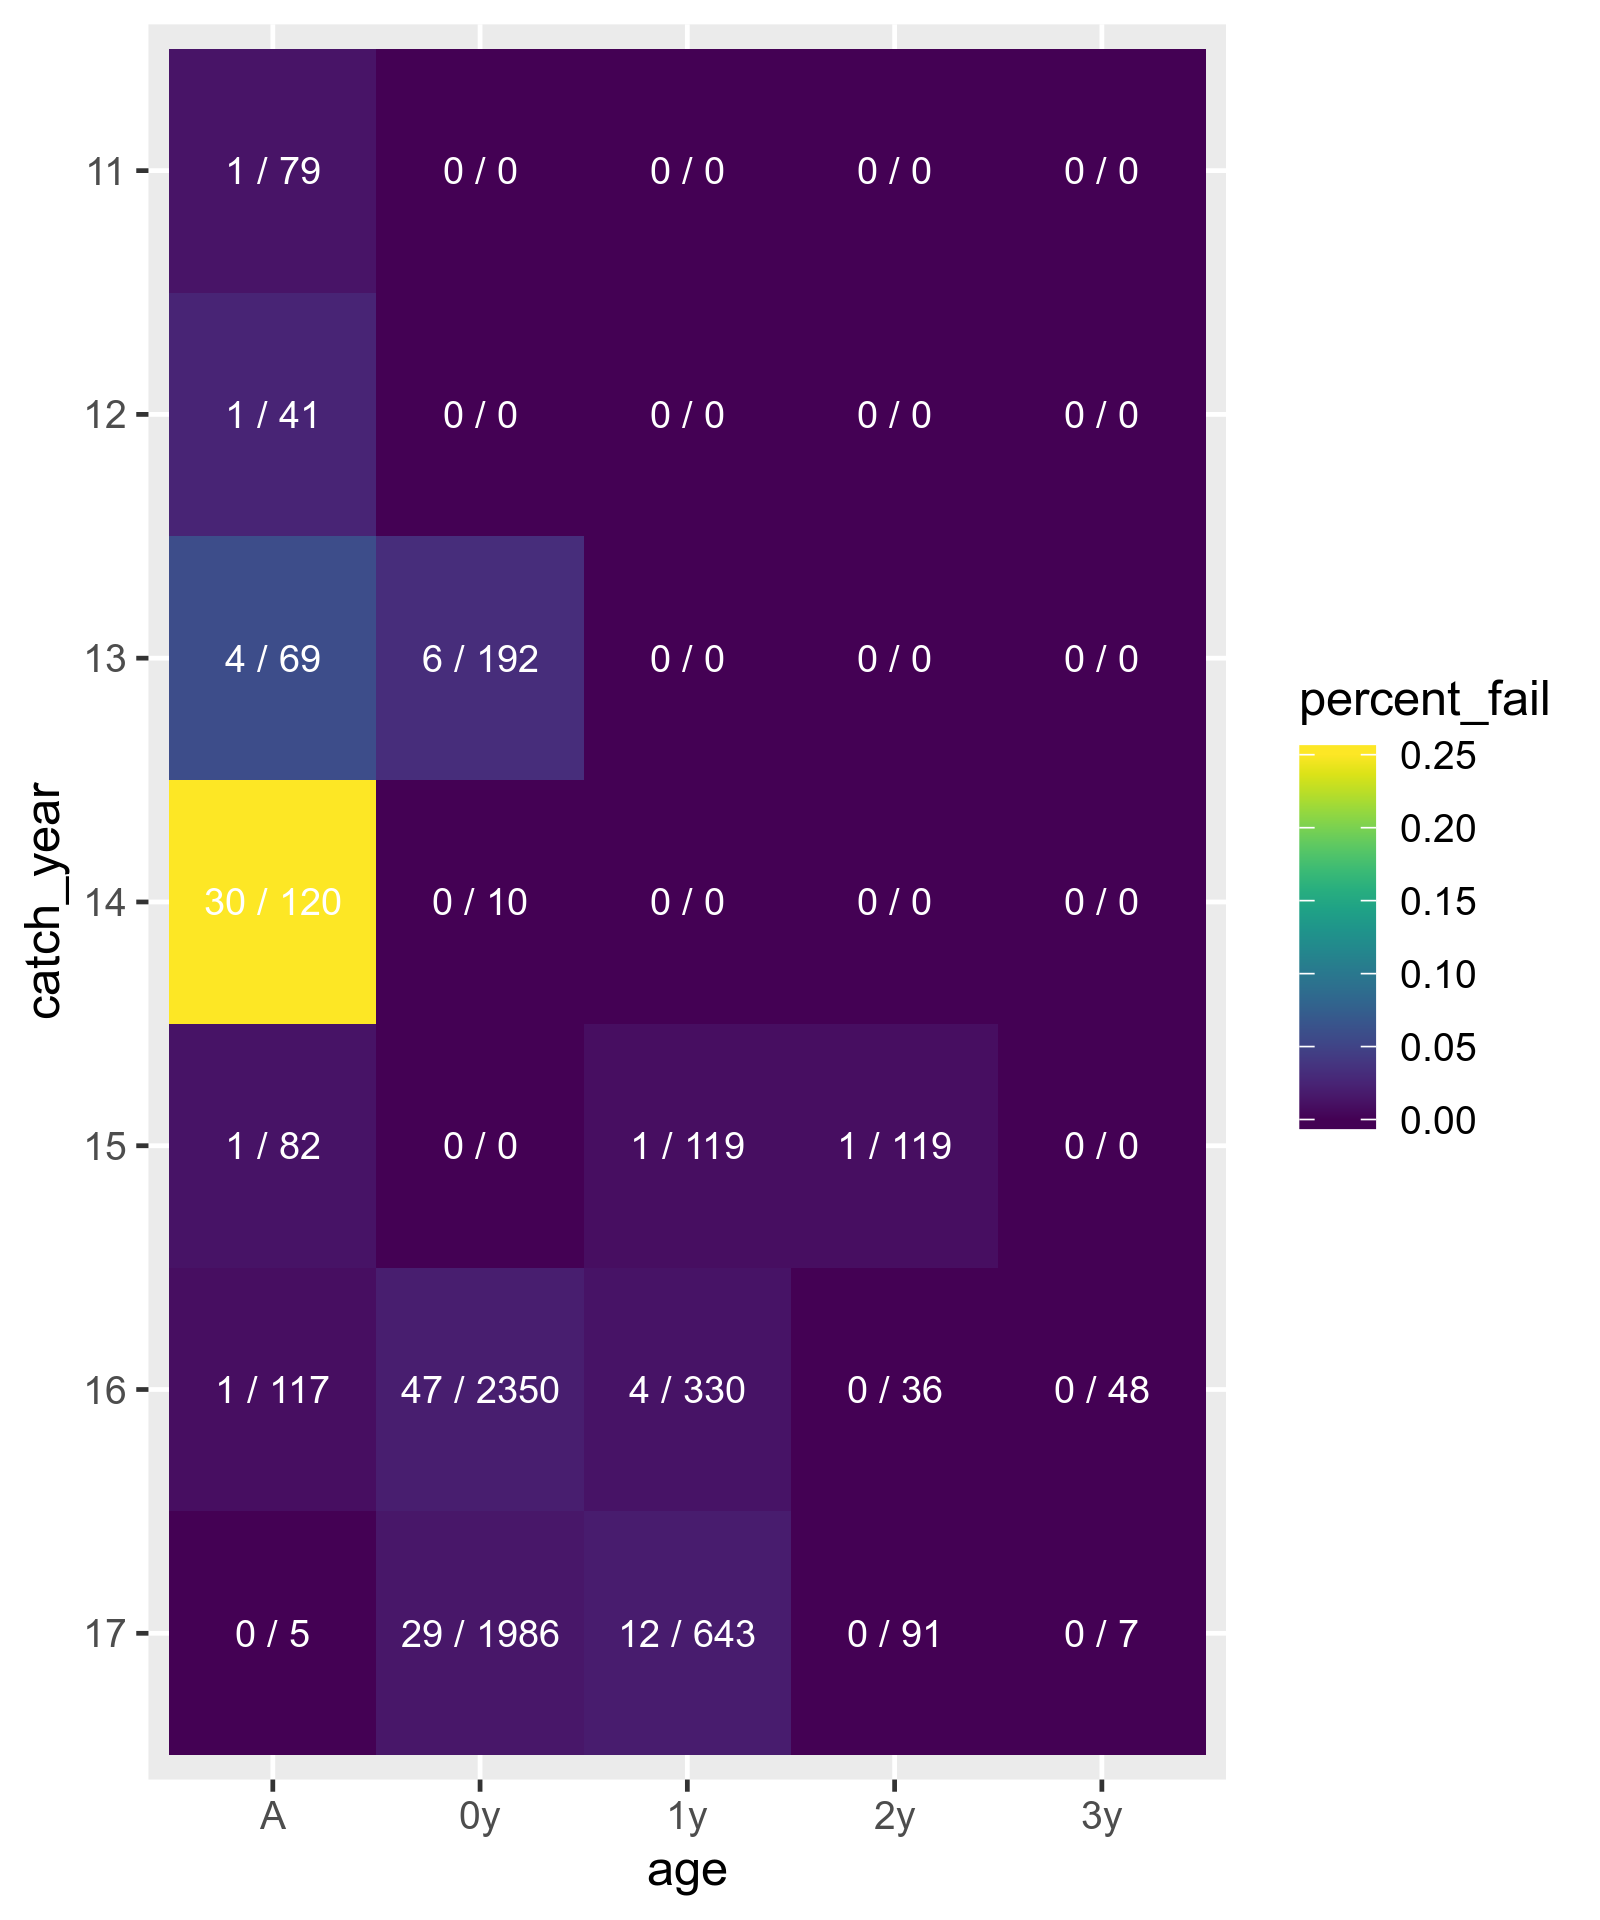 11
1 / 79
0 / 0
0 / 0
0 / 0
0 / 0
12
1 / 41
0 / 0
0 / 0
0 / 0
0 / 0
13
4 / 69
6 / 192
0 / 0
0 / 0
0 / 0
14
30 / 120
0 / 10
0 / 0
0 / 0
0 / 0
15
1 / 82
0 / 0
1 / 119
1 / 119
0 / 0
16
1 / 117
47 / 2350
4 / 330
0 / 36
0 / 48
17
0 / 5
29 / 1986
12 / 643
0 / 91
0 / 7
A
0y
1y
2y
3y
age
catch_year
percent_fail
0.25
0.20
0.15
0.10
0.05
0.00